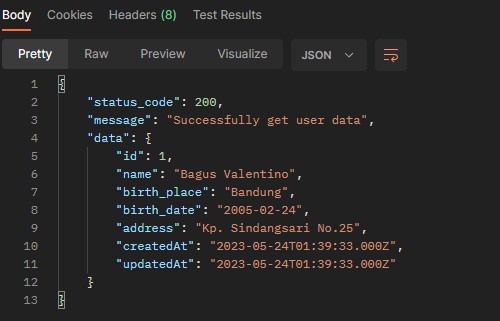 Body Cookies Headers (8) Test Results
Pretty Raw Preview Visualize JSON
1 {
2 "status_code": 200,
3 "message": "Successfully get user data",
4 "data": {
5 "id": 1,
6 "name": "Bagus Valentino",
7 "birth_place": "Bandung",
8 "birth_date": "2005-02-24",
9 "address": "Kp. Sindangsari No.25",
10 "createdAt": "2023-05-24T01:39:33.000Z",
11 "updatedAt": "2023-05-24T01:39:33.000Z"
12 }
13 }